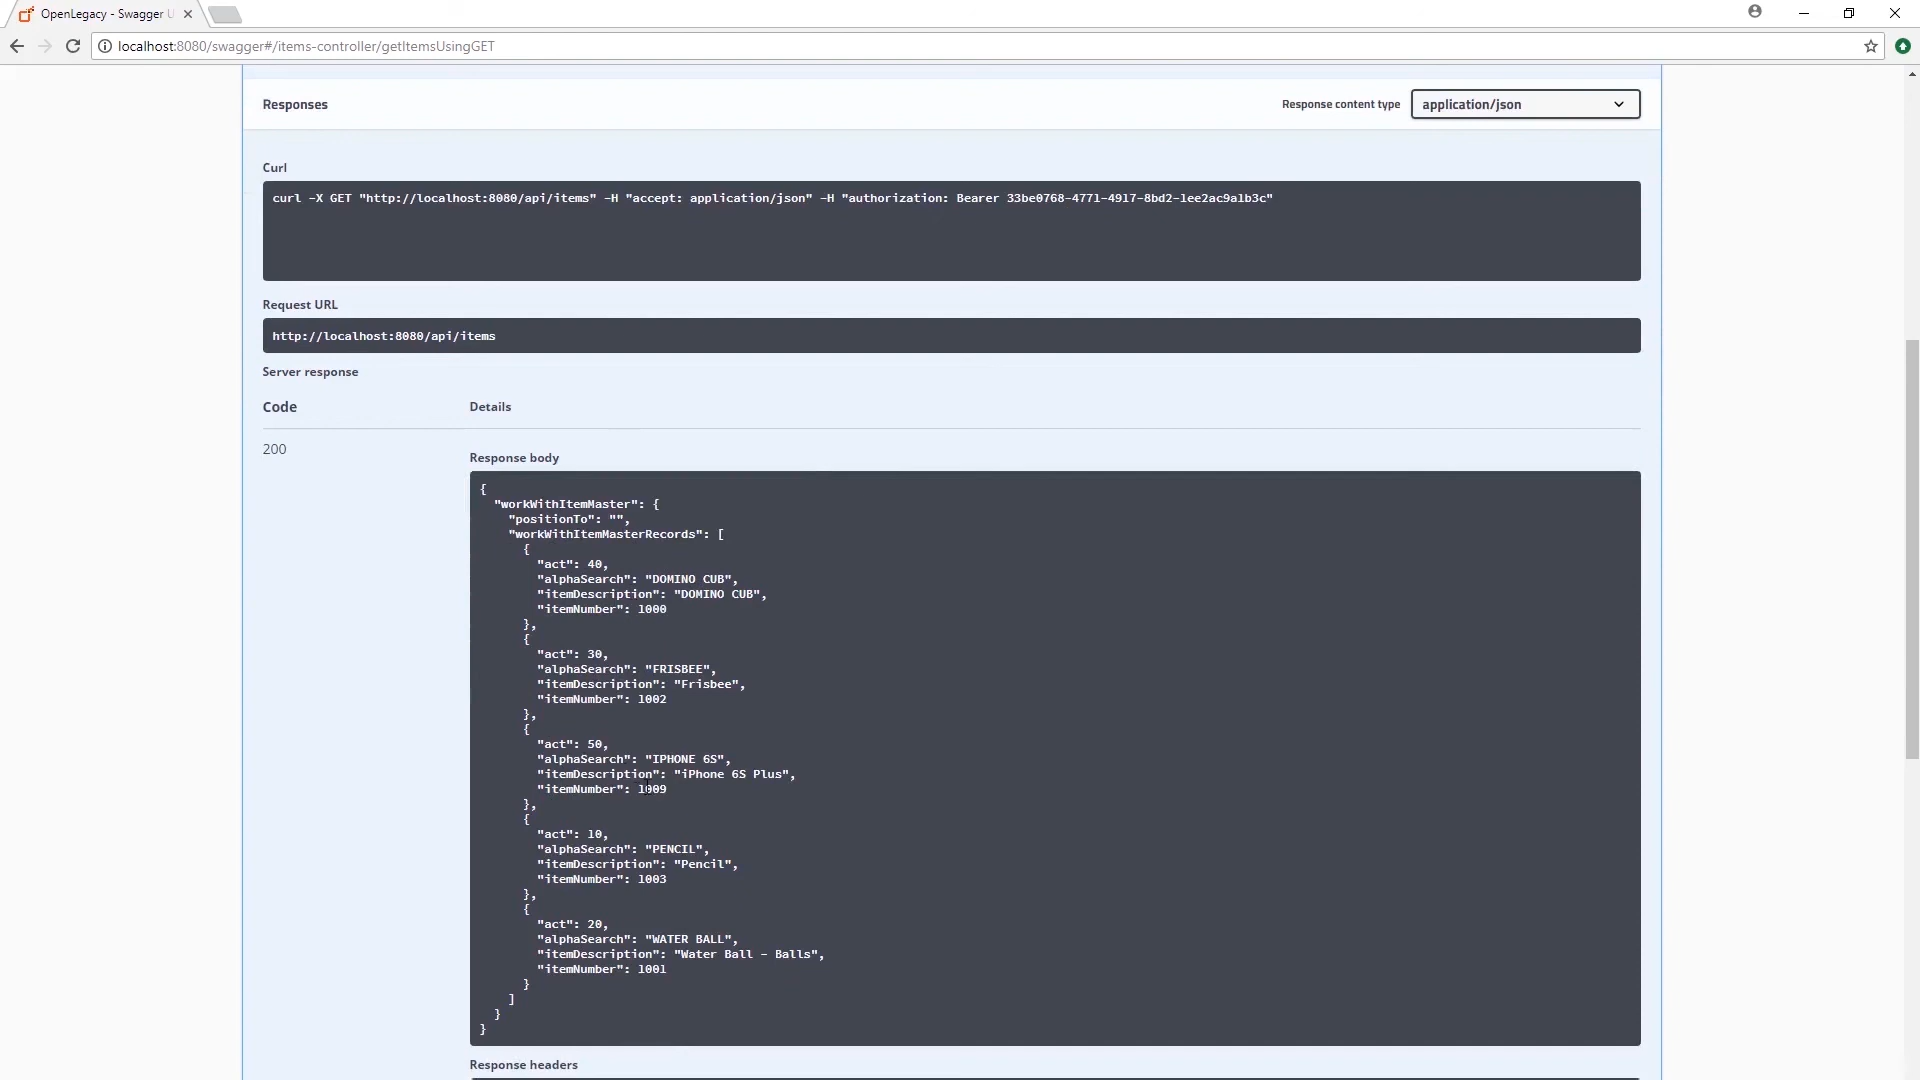 OpenLegacy - Swagger U
localhost:8080/swagger#/items-controller/getItemsUsingGET
Responses
Response content type
application/json
Curl
curl -X GET "http://localhost:8080/api/items" -H "accept: application/json" -H "authorization: Bearer 33be0768-4771-4917-8bd2-1ee2ac9a1b3c"
Request URL
http://localhost:8080/api/items
Server response
Code
Details
200
Response body
{
"workWithItemMaster": {
"positionTo": "",
"workWithItemMasterRecords": [
{
"act": 40,
"alphaSearch": "DOMINO CUB",
"itemDescription": "DOMINO CUB",
"itemNumber": 1000
},
{
"act": 30,
"alphaSearch": "FRISBEE",
"itemDescription": "Frisbee",
"itemNumber": 1002
},
{
"act": 50,
"alphaSearch": "IPHONE 6S",
"itemDescription": "iPhone 6S Plus",
"itemNumber": 1009
},
{
"act": 10,
"alphaSearch": "PENCIL",
"itemDescription": "Pencil",
"itemNumber": 1003
},
{
"act": 20,
"alphaSearch": "WATER BALL",
"itemDescription": "Water Ball - Balls",
"itemNumber": 1001
}
]
}
}
Response headers